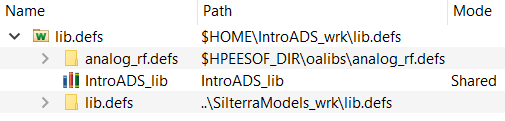 Name Path Mode
lib.defs $HOME\IntroADS_wrk\lib.defs
analog_rf.defs $HPEESOF_DIR\oalibs\analog_rf.defs
IntroADS_lib IntroADS_lib Shared
lib.defs ..\SilterraModels_wrk\lib.defs